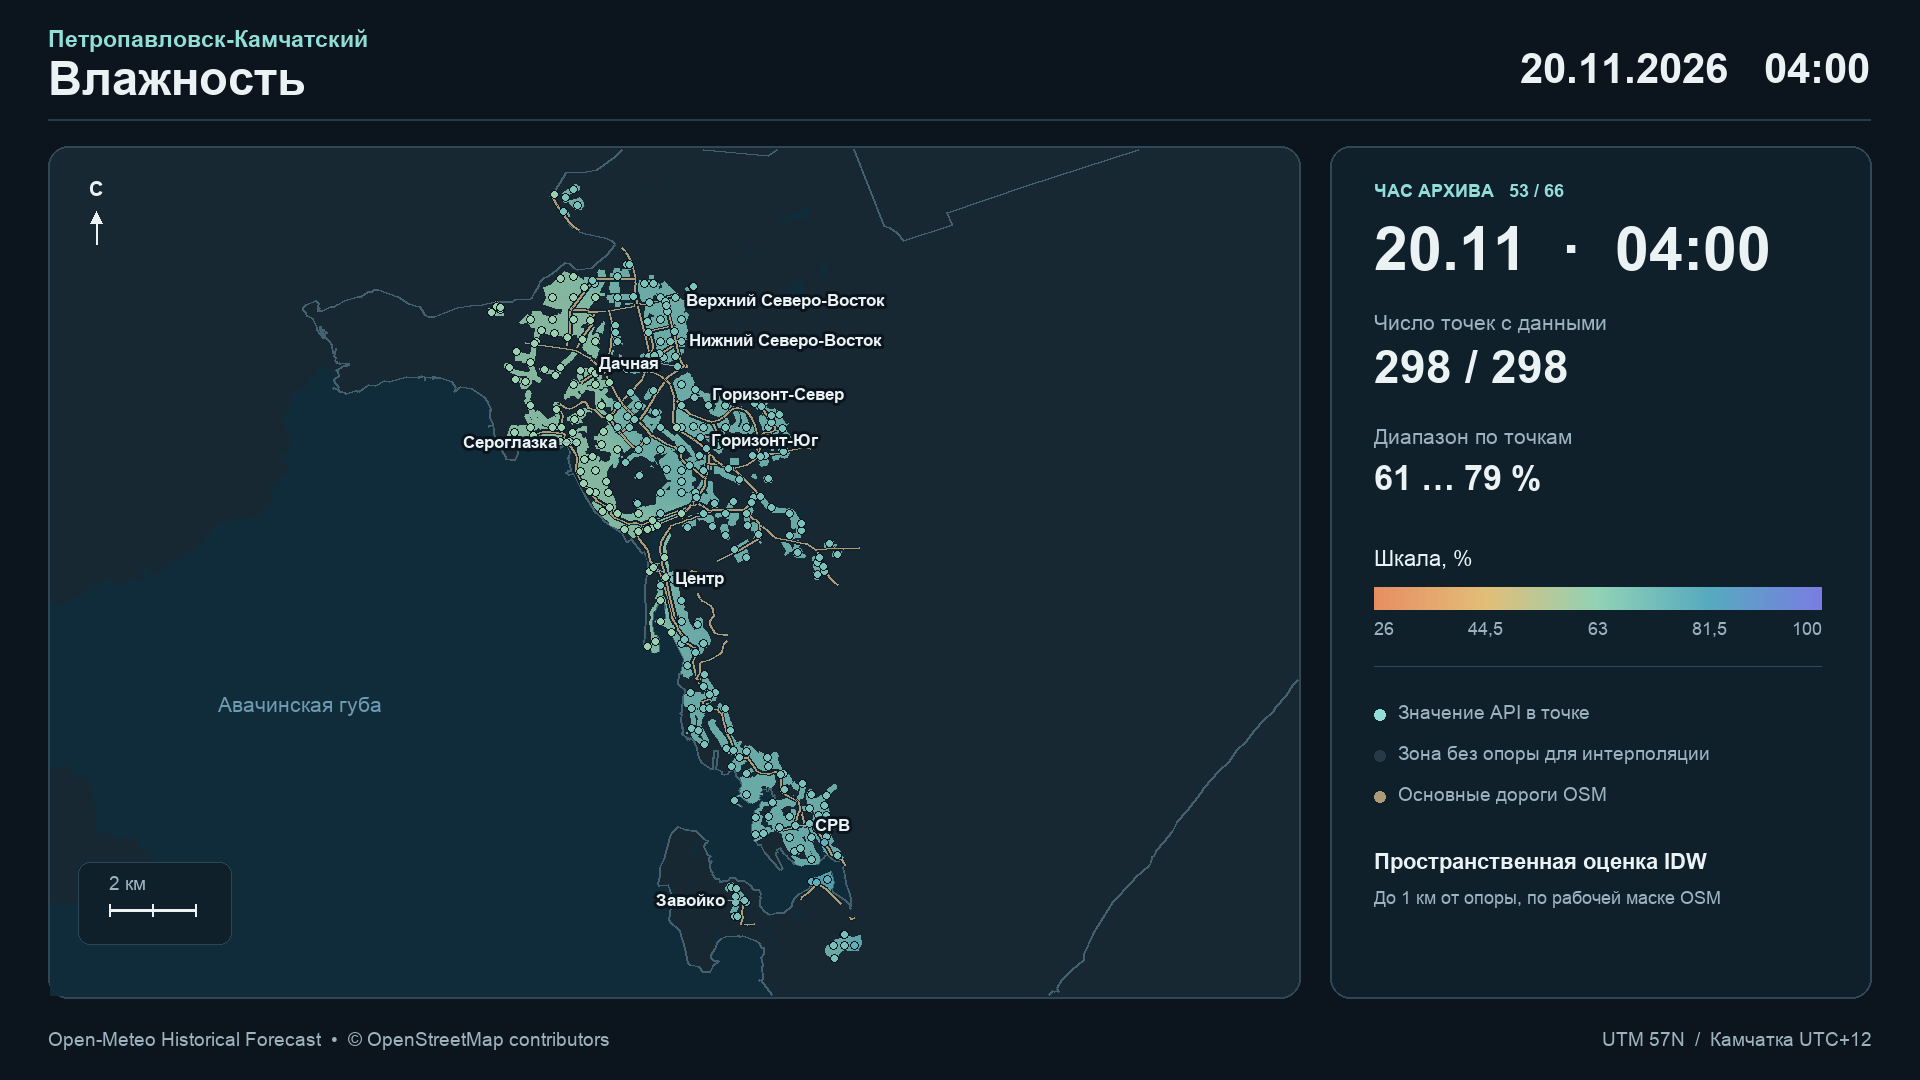 Петропавловск-Камчатский
Влажность
20.11.2026 04:00
С
Верхний Северо-Восток
Нижний Северо-Восток
Дачная
Горизонт-Север
Сероглазка
Горизонт-Юг
Центр
Авачинская губа
СРВ
Завойко
2 км
ЧАС АРХИВА 53 / 66
20.11 · 04:00
Число точек с данными
298 / 298
Диапазон по точкам
61 ... 79 %
Шкала, %
26 44,5 63 81,5 100
Значение API в точке
Зона без опоры для интерполяции
Основные дороги OSM
Пространственная оценка IDW
До 1 км от опоры, по рабочей маске OSM
Open-Meteo Historical Forecast • © OpenStreetMap contributors
UTM 57N / Камчатка UTC+12